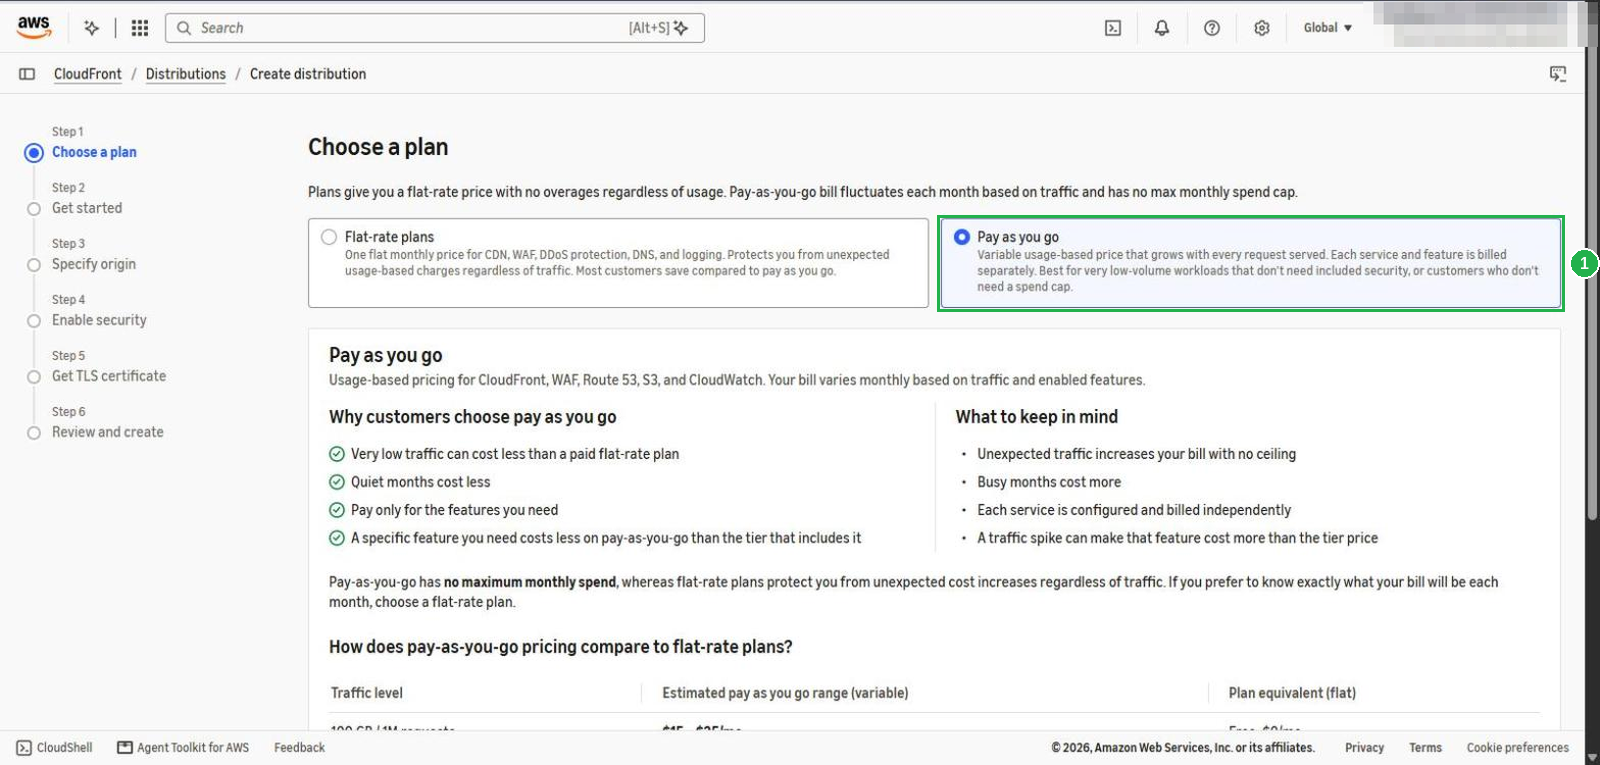 aws
Search
[Alt+S]
Global
CloudFront / Distributions / Create distribution
Step 1
Choose a plan
Step 2
Get started
Step 3
Specify origin
Step 4
Enable security
Step 5
Get TLS certificate
Step 6
Review and create
Choose a plan
Plans give you a flat-rate price with no overages regardless of usage. Pay-as-you-go bill fluctuates each month based on traffic and has no max monthly spend cap.
Flat-rate plans
One flat monthly price for CDN, WAF, DDoS protection, DNS, and logging. Protects you from unexpected
usage-based charges regardless of traffic. Most customers save compared to pay as you go.
Pay as you go
Variable usage-based price that grows with every request served. Each service and feature is billed
separately. Best for very low-volume workloads that don't need included security, or customers who don't
need a spend cap.
1
Pay as you go
Usage-based pricing for CloudFront, WAF, Route 53, S3, and CloudWatch. Your bill varies monthly based on traffic and enabled features.
Why customers choose pay as you go
Very low traffic can cost less than a paid flat-rate plan
Quiet months cost less
Pay only for the features you need
A specific feature you need costs less on pay-as-you-go than the tier that includes it
What to keep in mind
• Unexpected traffic increases your bill with no ceiling
• Busy months cost more
• Each service is configured and billed independently
• A traffic spike can make that feature cost more than the tier price
Pay-as-you-go has no maximum monthly spend, whereas flat-rate plans protect you from unexpected cost increases regardless of traffic. If you prefer to know exactly what your bill will be each
month, choose a flat-rate plan.
How does pay-as-you-go pricing compare to flat-rate plans?
Traffic level
Estimated pay as you go range (variable)
Plan equivalent (flat)
CloudShell
Agent Toolkit for AWS
Feedback
© 2026, Amazon Web Services, Inc. or its affiliates.
Privacy
Terms
Cookie preferences